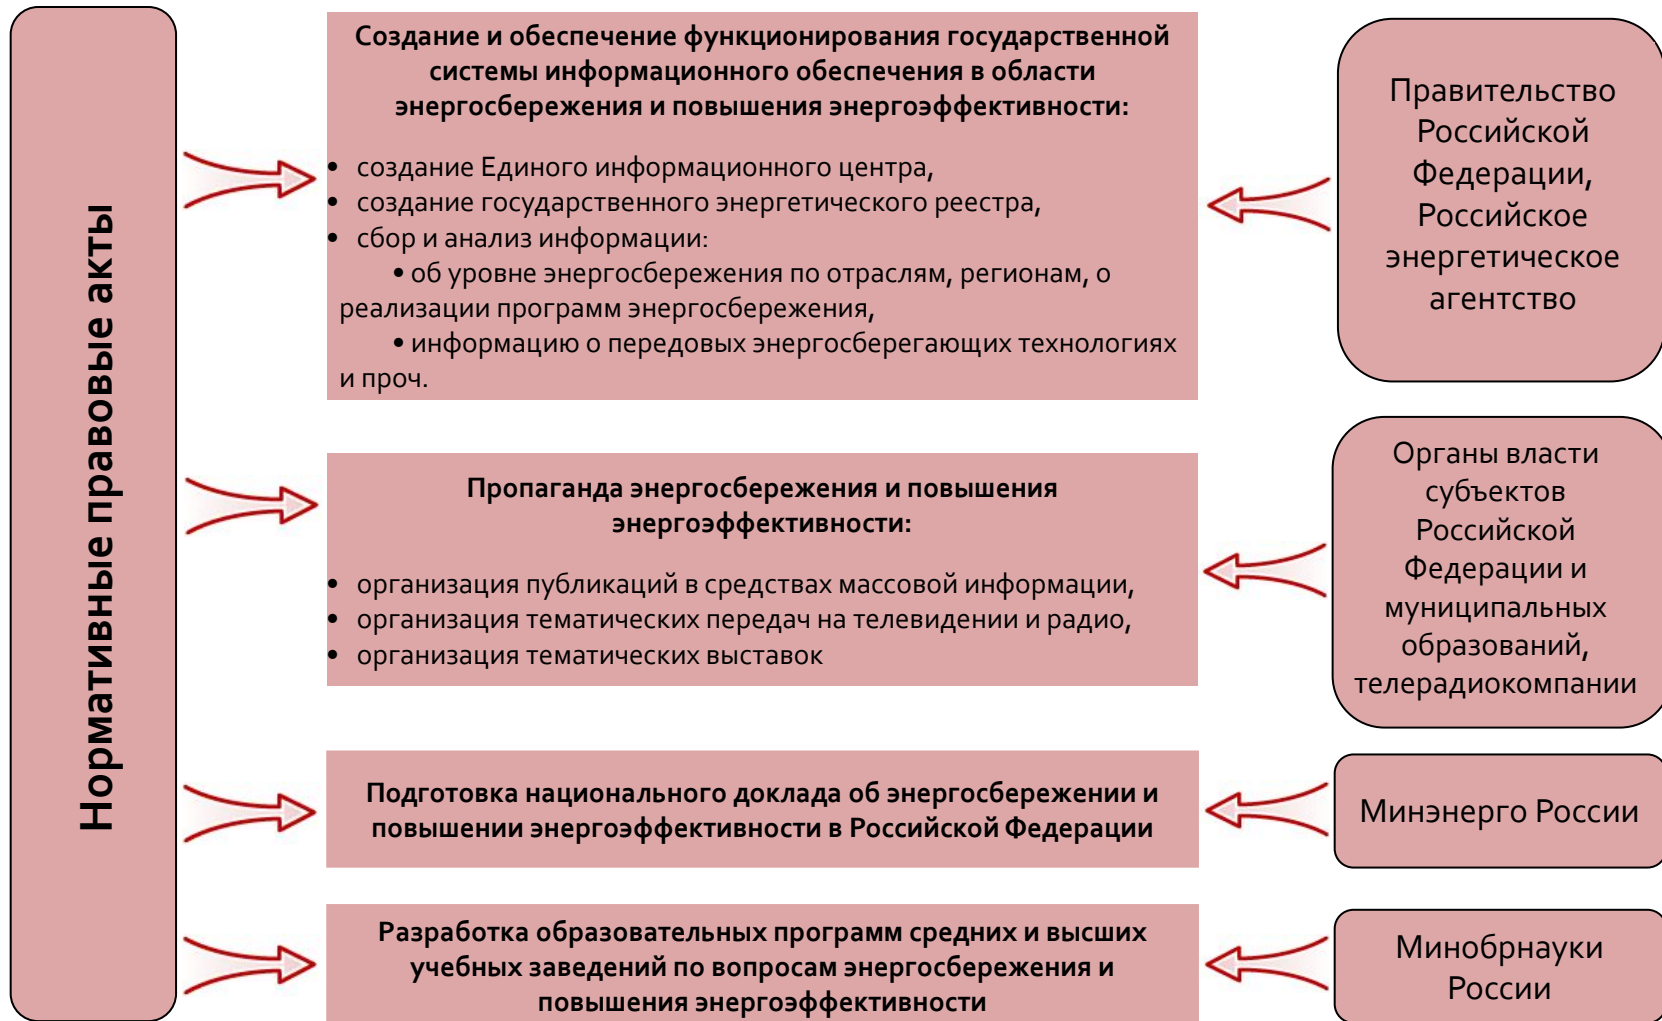 Нормативные правовые акты
Создание и обеспечение функционирования государственной
системы информационного обеспечения в области
энергосбережения и повышения энергоэффективности:
• создание Единого информационного центра,
• создание государственного энергетического реестра,
• сбор и анализ информации:
• об уровне энергосбережения по отраслям, регионам, о
реализации программ энергосбережения,
• информацию о передовых энергосберегающих технологиях
и проч.
Правительство
Российской
Федерации,
Российское
энергетическое
агентство
Пропаганда энергосбережения и повышения
энергоэффективности:
• организация публикаций в средствах массовой информации,
• организация тематических передач на телевидении и радио,
• организация тематических выставок
Органы власти
субъектов
Российской
Федерации и
муниципальных
образований,
телерадиокомпании
Подготовка национального доклада об энергосбережении и
повышении энергоэффективности в Российской Федерации
Минэнерго России
Разработка образовательных программ средних и высших
учебных заведений по вопросам энергосбережения и
повышения энергоэффективности
Минобрнауки
России